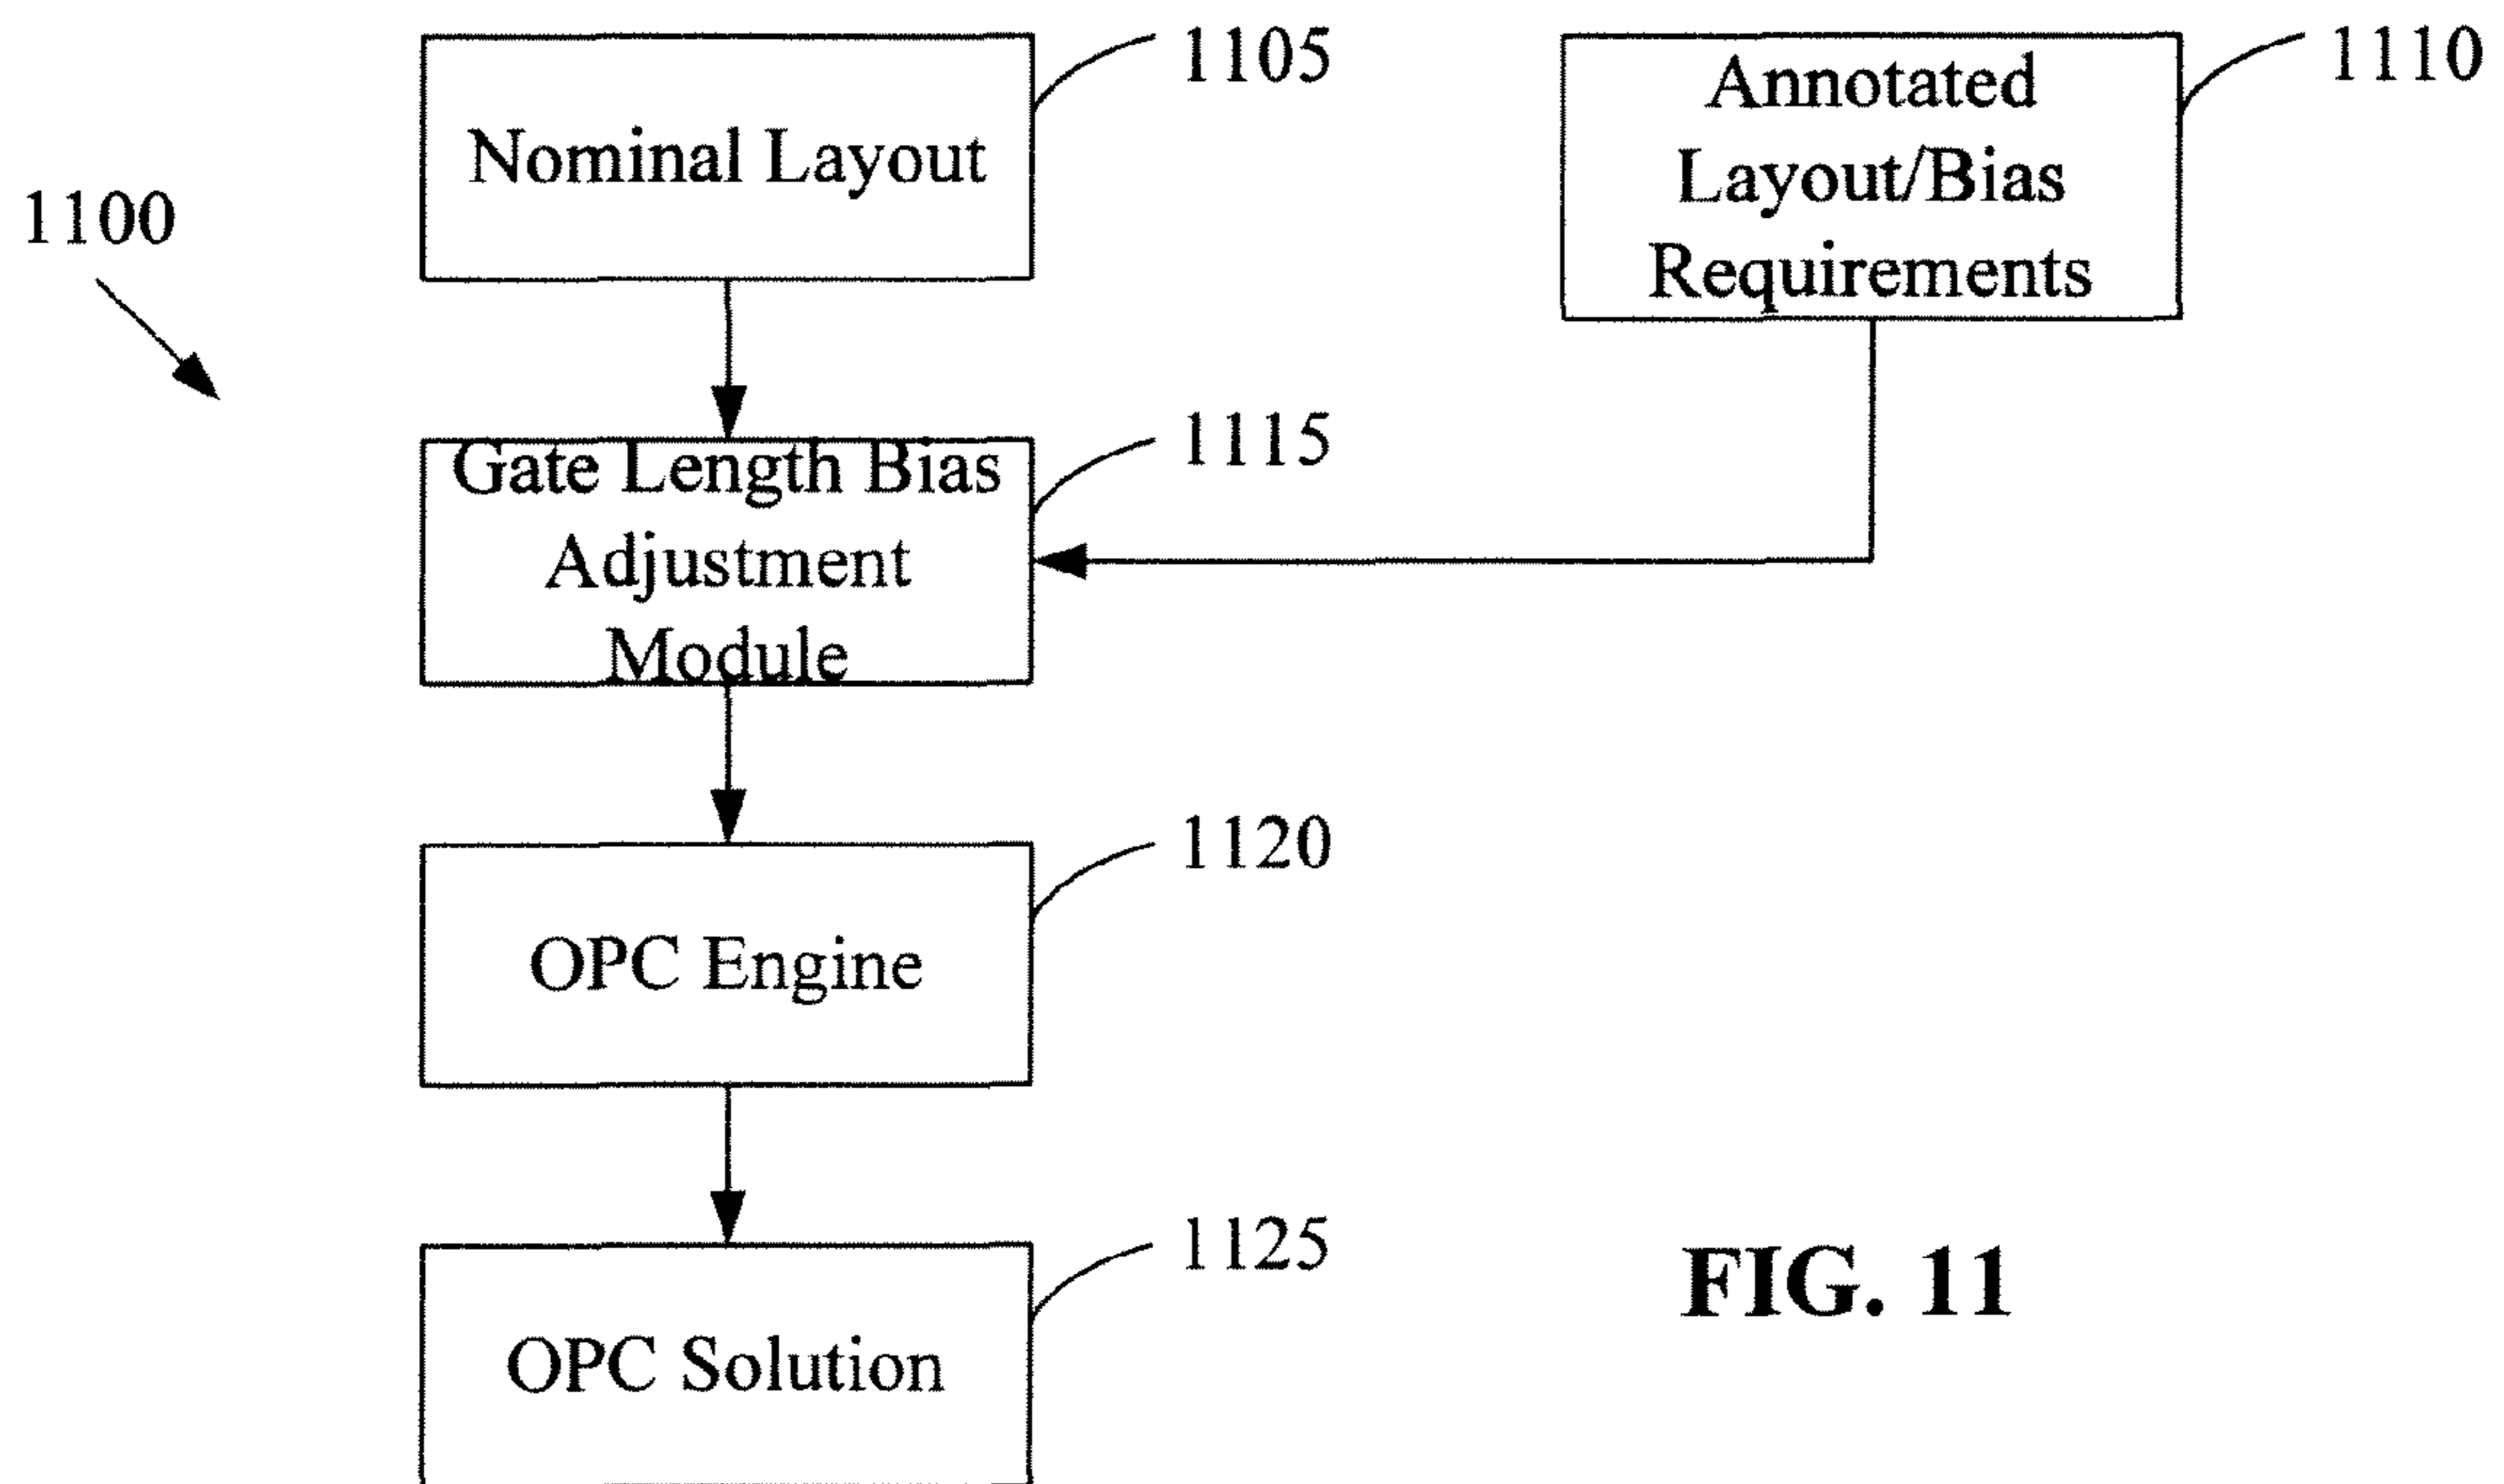 1100
Nominal Layout
1105
Annotated
Layout/Bias
Requirements
1110
Gate Length Bias
Adjustment
Module
1115
OPC Engine
1120
OPC Solution
1125
FIG. 11